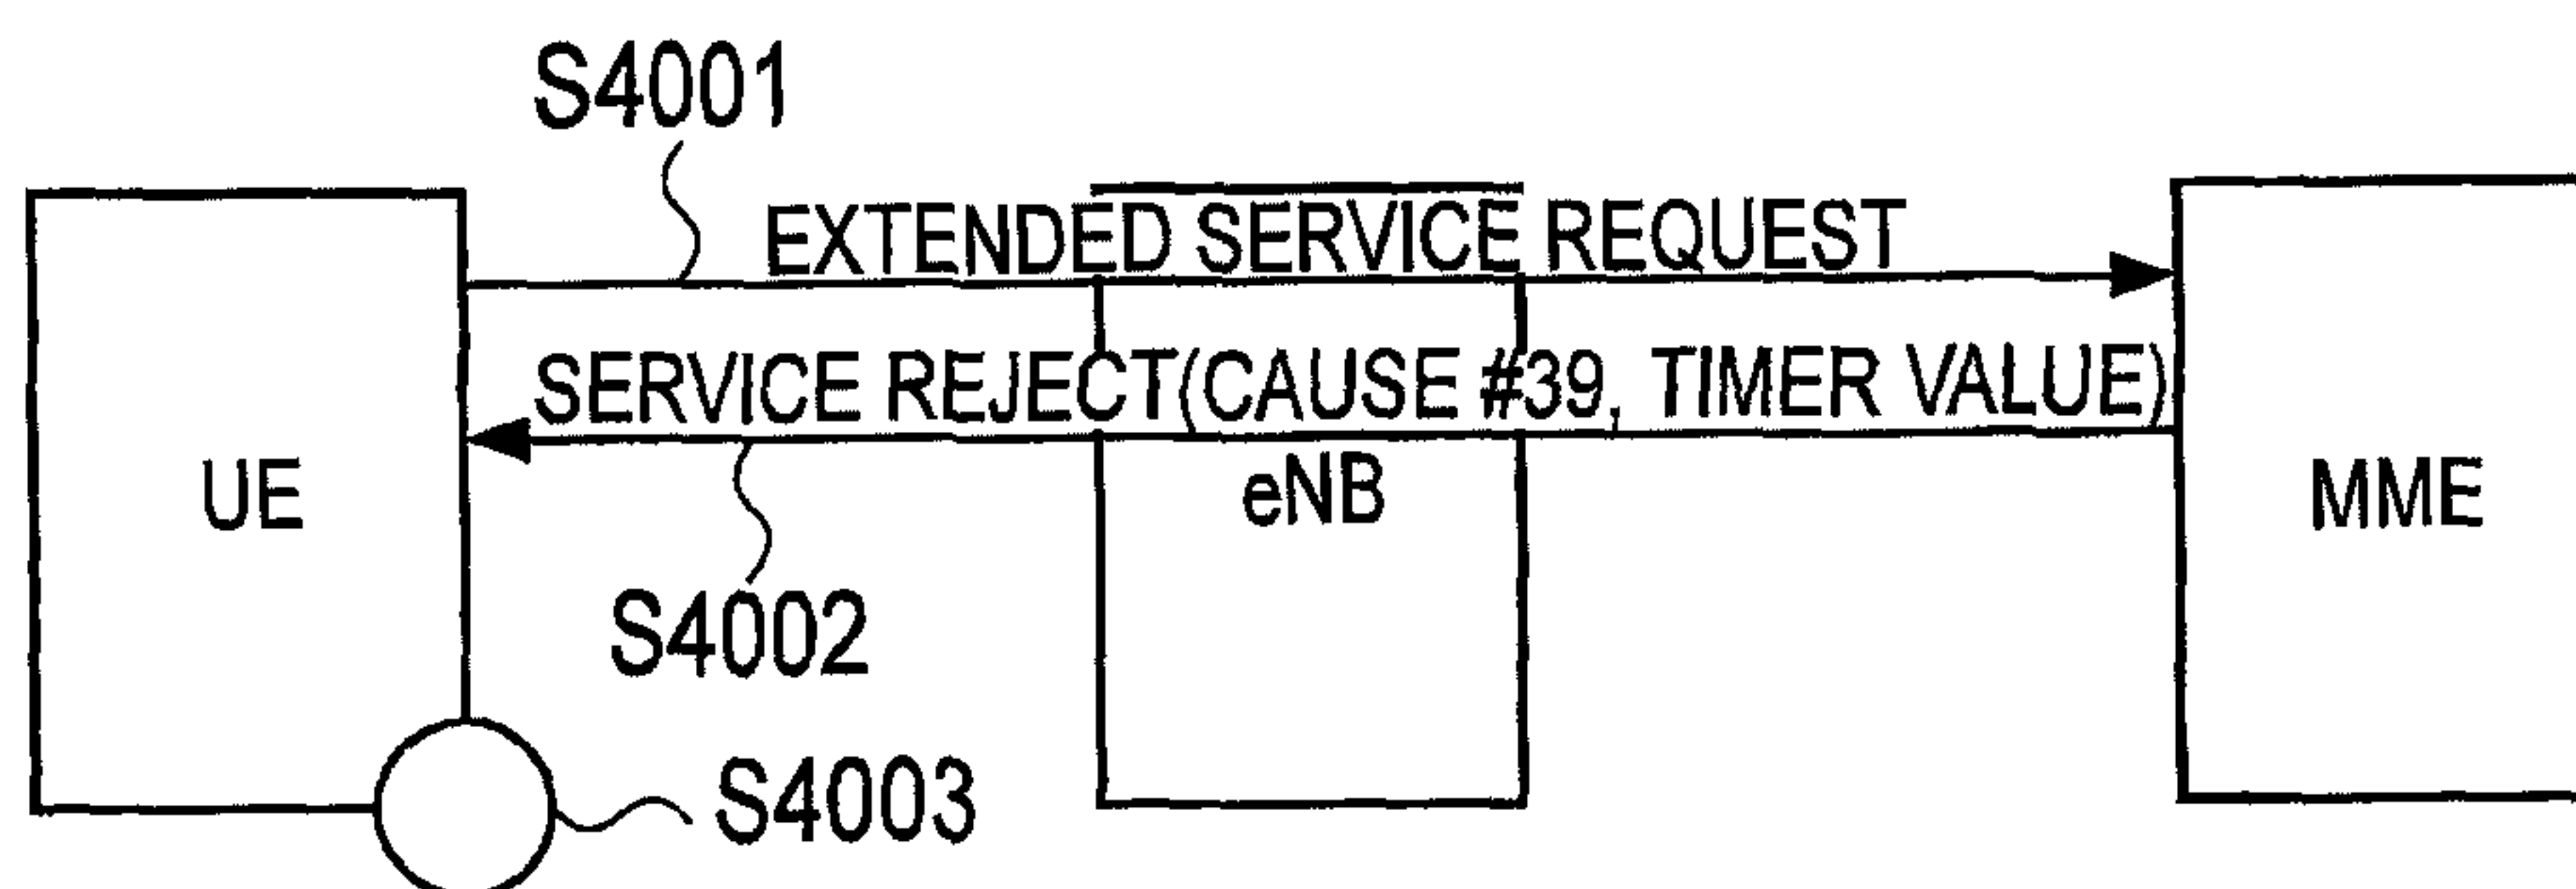 S4001
EXTENDED SERVICE REQUEST
SERVICE REJECT(CAUSE #39, TIMER VALUE)
UE
eNB
MME
S4002
S4003